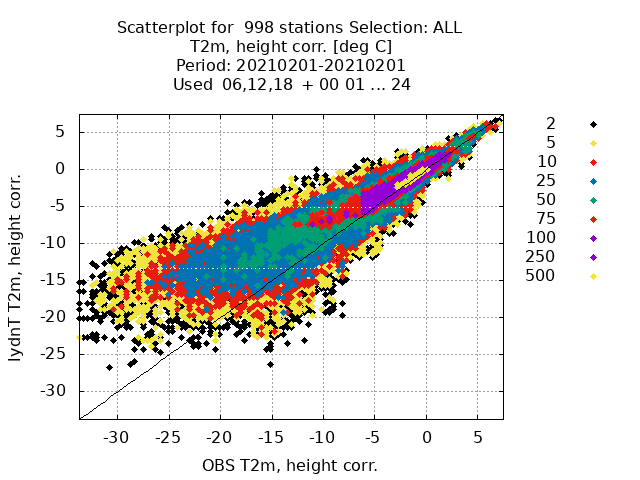 Scatterplot for  998 stations Selection: ALL
T2m, height corr. [deg C]
Period: 20210201-20210201
Used  06,12,18  + 00 01 ... 24
lydnT T2m, height corr.
5
0
-5
-10
-15
-20
-25
-30
-30 -25 -20 -15 -10 -5 0 5
OBS T2m, height corr.
2
5
10
25
50
75
100
250
500